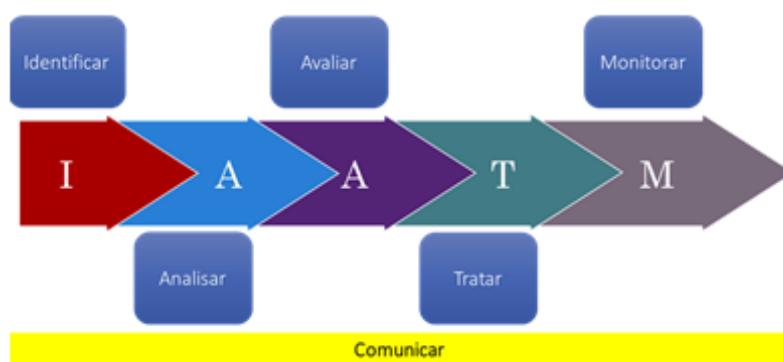 Identificar
Avaliar
Monitorar
I A A T M
Analisar
Tratar
Comunicar